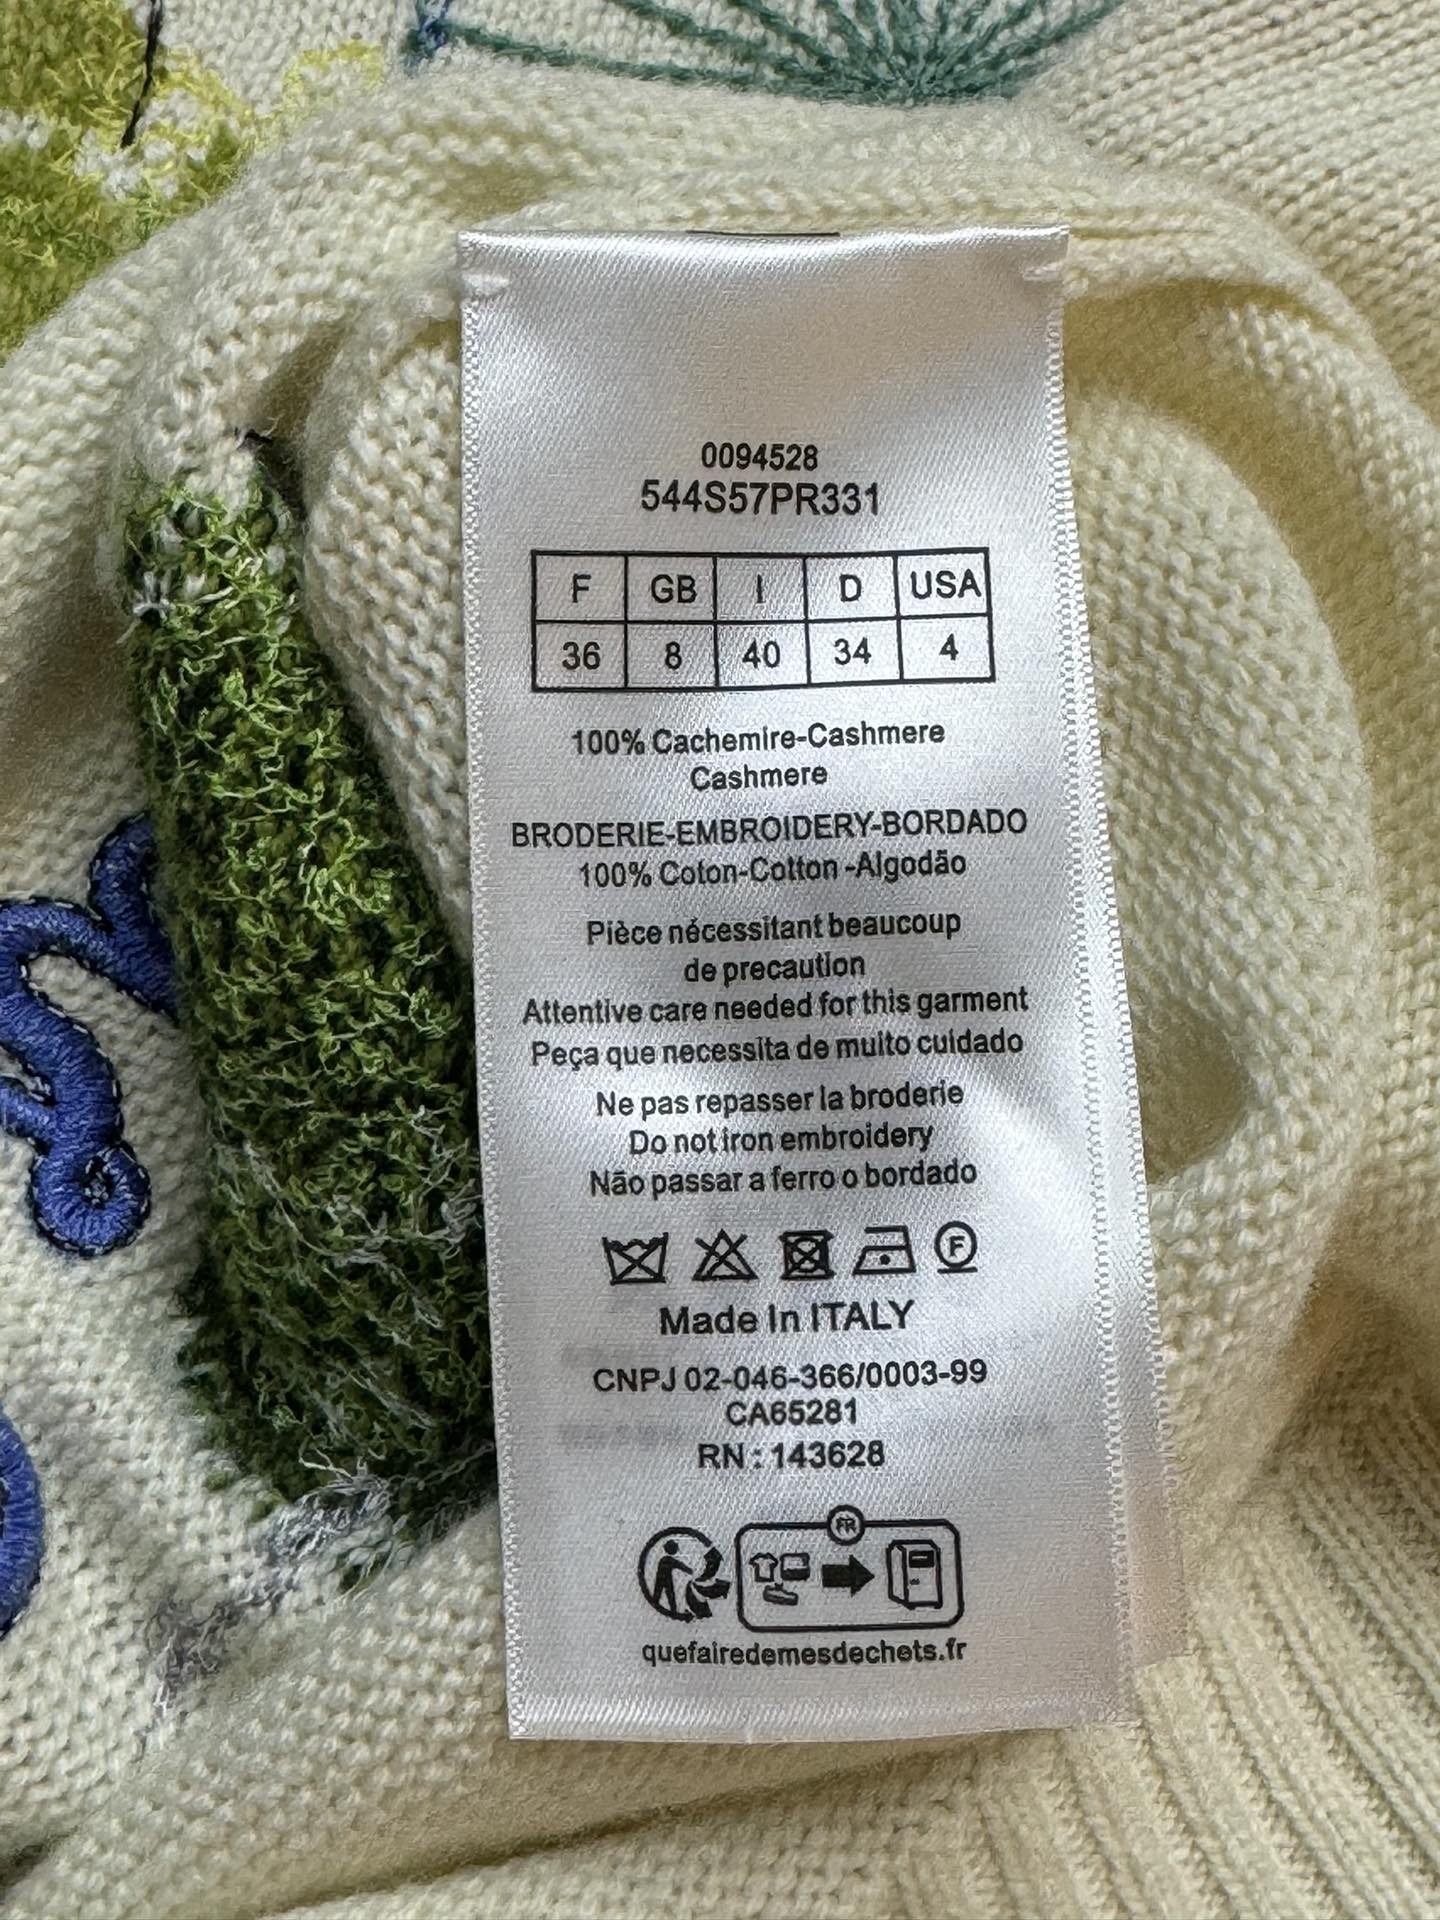 0094528
544S57PR331
F GB I D USA
36 8 40 34 4
100% Cachemire-Cashmere
Cashmere
BRODERIE-EMBROIDERY-BORDADO
100% Coton-Cotton -Algodão
Pièce nécessitant beaucoup
de precaution
Attentive care needed for this garment
Peça que necessita de muito cuidado
Ne pas repasser la broderie
Do not iron embroidery
Não passar a ferro o bordado
F
Made In ITALY
CNPJ 02-046-366/0003-99
CA65281
RN : 143628
FR
quefairedemesdechets.fr